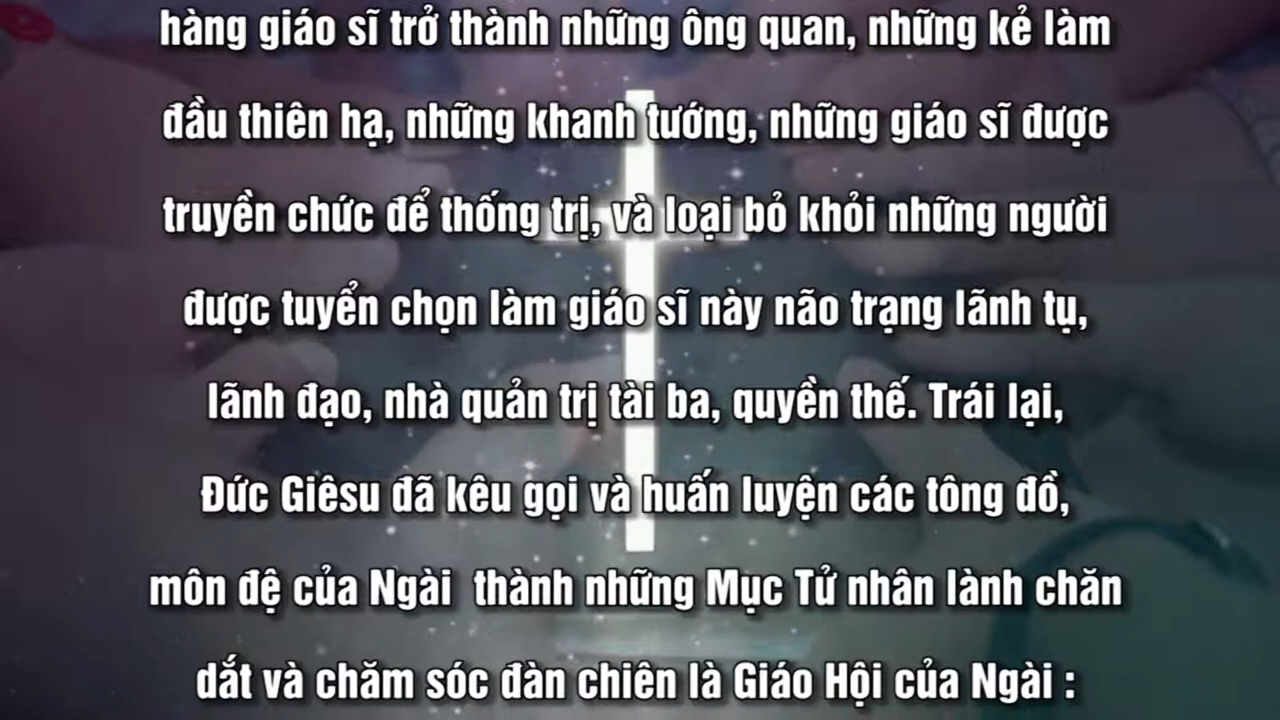 hàng giáo sĩ trở thành những ông quan, những kẻ làm
đầu thiên hạ, những khanh tướng, những giáo sĩ được
truyền chức để thống trị, và loại bỏ khỏi những người
được tuyển chọn làm giáo sĩ này não trạng lãnh tụ,
lãnh đạo, nhà quản trị tài ba, quyền thế. Trái lại,
Đức Giêsu đã kêu gọi và huấn luyện các tông đồ,
môn đệ của Ngài  thành những Mục Tử nhân lành chăn
dắt và chăm sóc đàn chiên là Giáo Hội của Ngài :